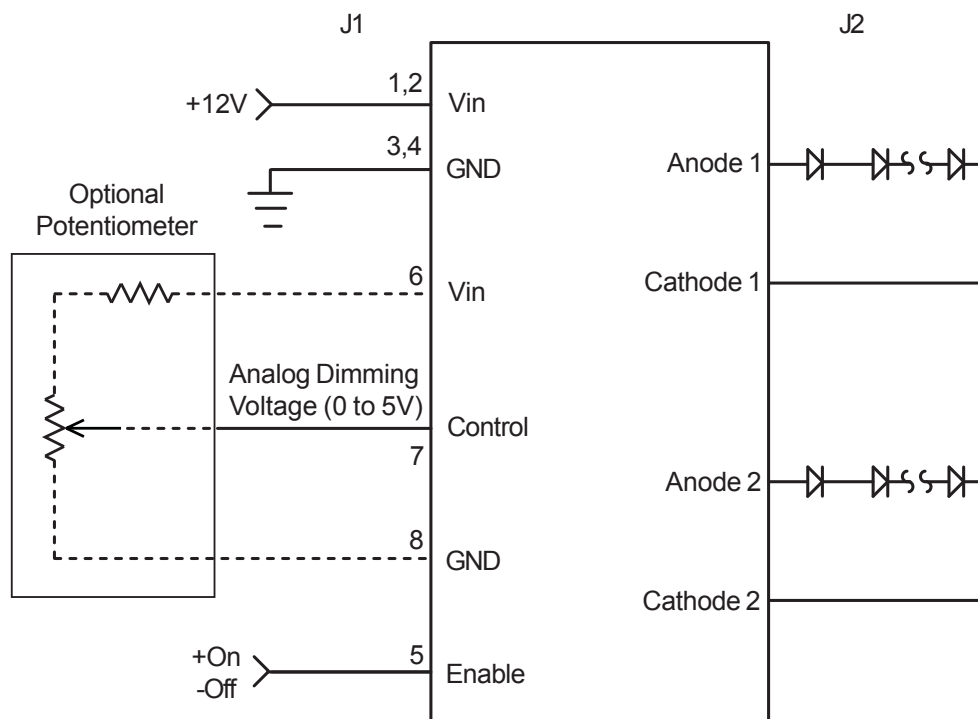 J1
J2
1,2
+12V
Vin
3,4
GND
Anode 1
Optional
Potentiometer
6
Vin
Cathode 1
Analog Dimming
Voltage (0 to 5V)
Control
7
Anode 2
8
GND
Cathode 2
+On
-Off
5
Enable